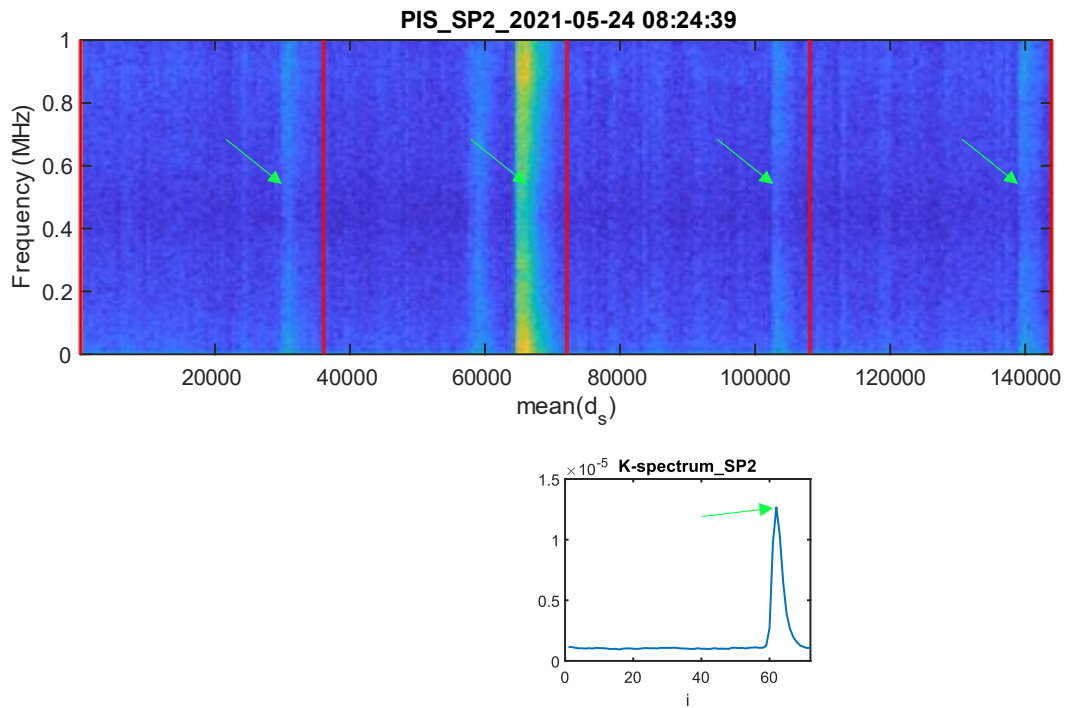 PIS_SP2_2021-05-24 08:24:39
1
0.8
0.6
0.4
0.2
0
Frequency (MHz)
20000 40000 60000 80000 100000 120000 140000
mean(d_s)
×10^-5 K-spectrum_SP2
1.5
1
0.5
0
0 20 40 60
i